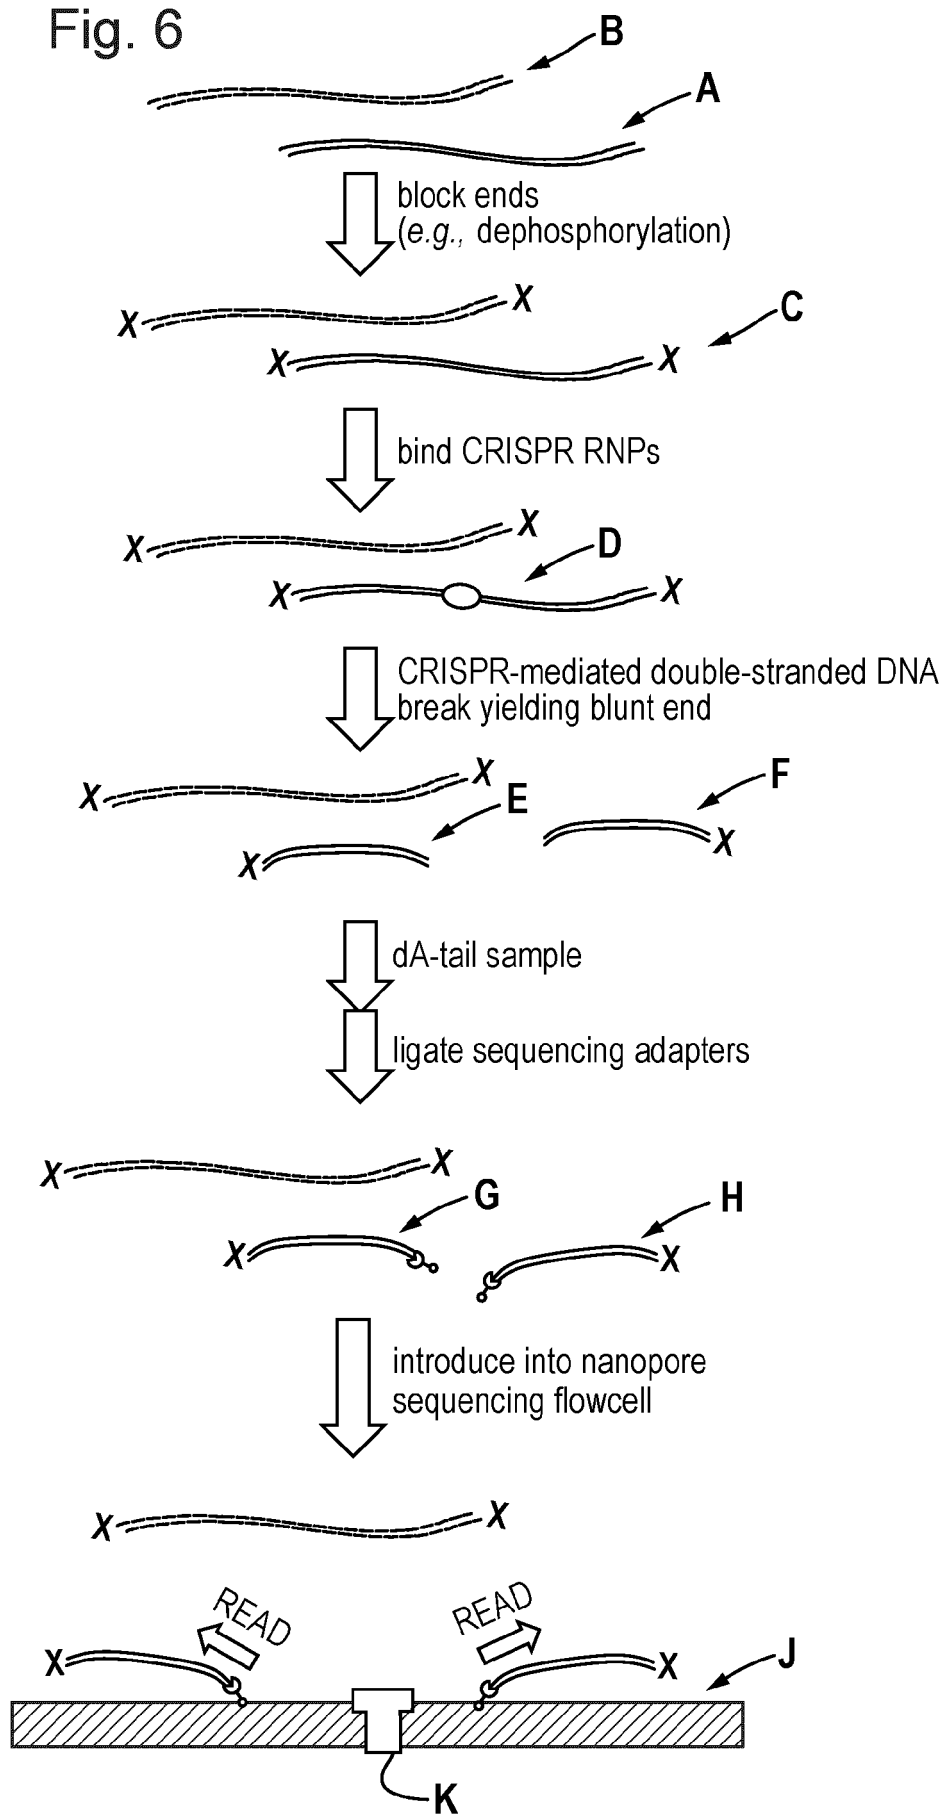 Fig. 6
B
A
block ends
(e.g., dephosphorylation)
X X
C
X X
bind CRISPR RNPs
X X
D
X X
CRISPR-mediated double-stranded DNA
break yielding blunt end
X X
F
E
X
X
dA-tail sample
ligate sequencing adapters
X X
G H
X X
introduce into nanopore
sequencing flowcell
X X
READ READ
X X
J
K